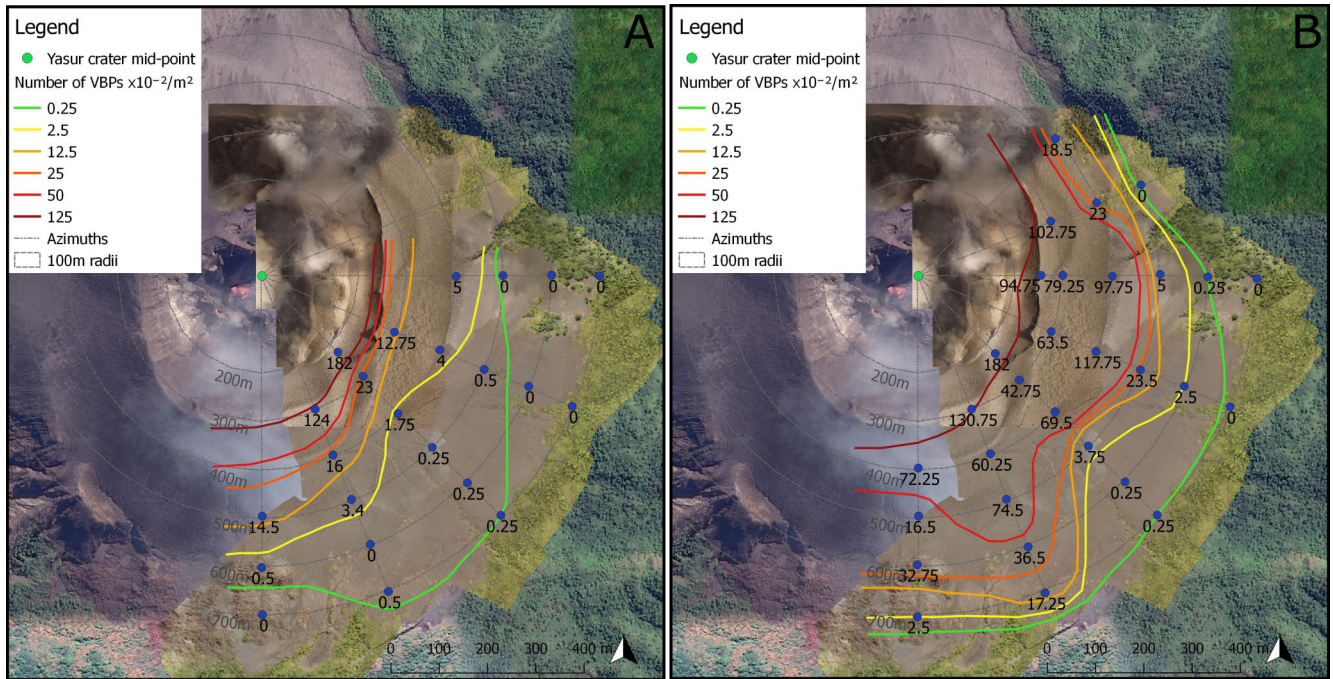 Legend
A
Yasur crater mid-point
Number of VBPs x10⁻²/m²
0.25
2.5
12.5
25
50
125
Azimuths
100m radii
5
0
0
0
12.75
182
4
23
0.5
0
0
124
1.75
16
0.25
0.25
3.4
14.5
0.25
0
0.5
0.5
0
200m
300m
400m
500m
600m
700m
0 200 400 m
Legend
B
Yasur crater mid-point
Number of VBPs x10⁻²/m²
0.25
2.5
12.5
25
50
125
Azimuths
100m radii
18.5
0
23
102.75
94.75
79.25
97.75
5
0.25
0
63.5
182
117.75
42.75
23.5
2.5
0
130.75
69.5
60.25
3.75
72.25
0.25
74.5
16.5
0.25
36.5
32.75
17.25
2.5
200m
300m
400m
500m
600m
700m
0 100 200 400 m